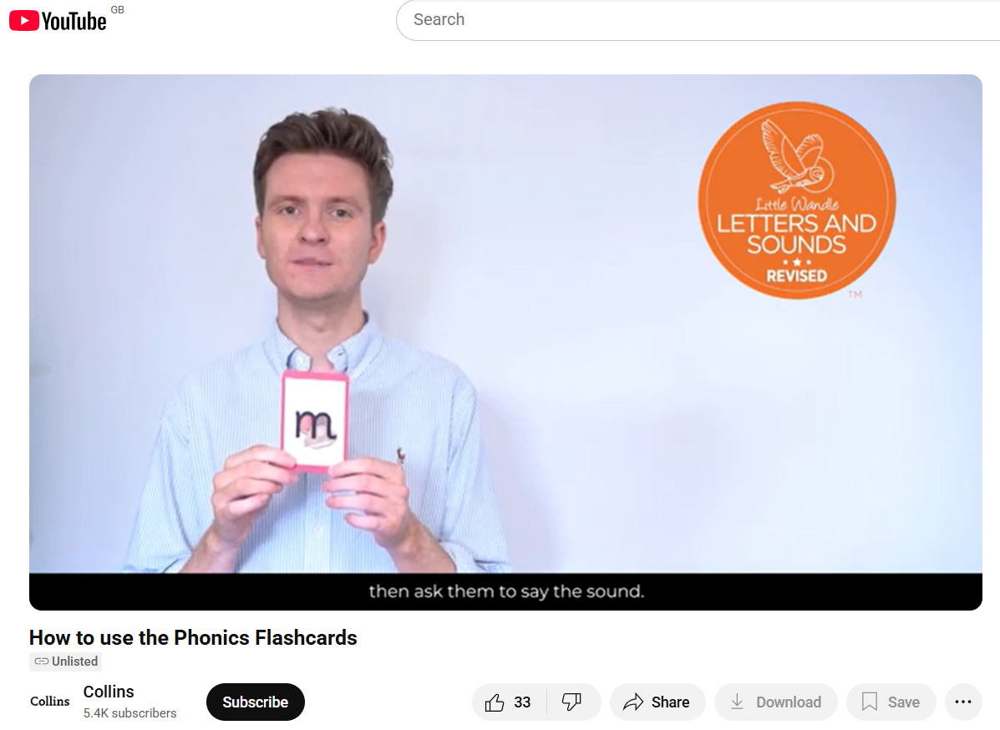 YouTube GB
Search
Little Wandle
LETTERS AND
SOUNDS
REVISED
TM
m
then ask them to say the sound.
How to use the Phonics Flashcards
Unlisted
Collins
Collins
5.4K subscribers
Subscribe
33
Share
Download
Save